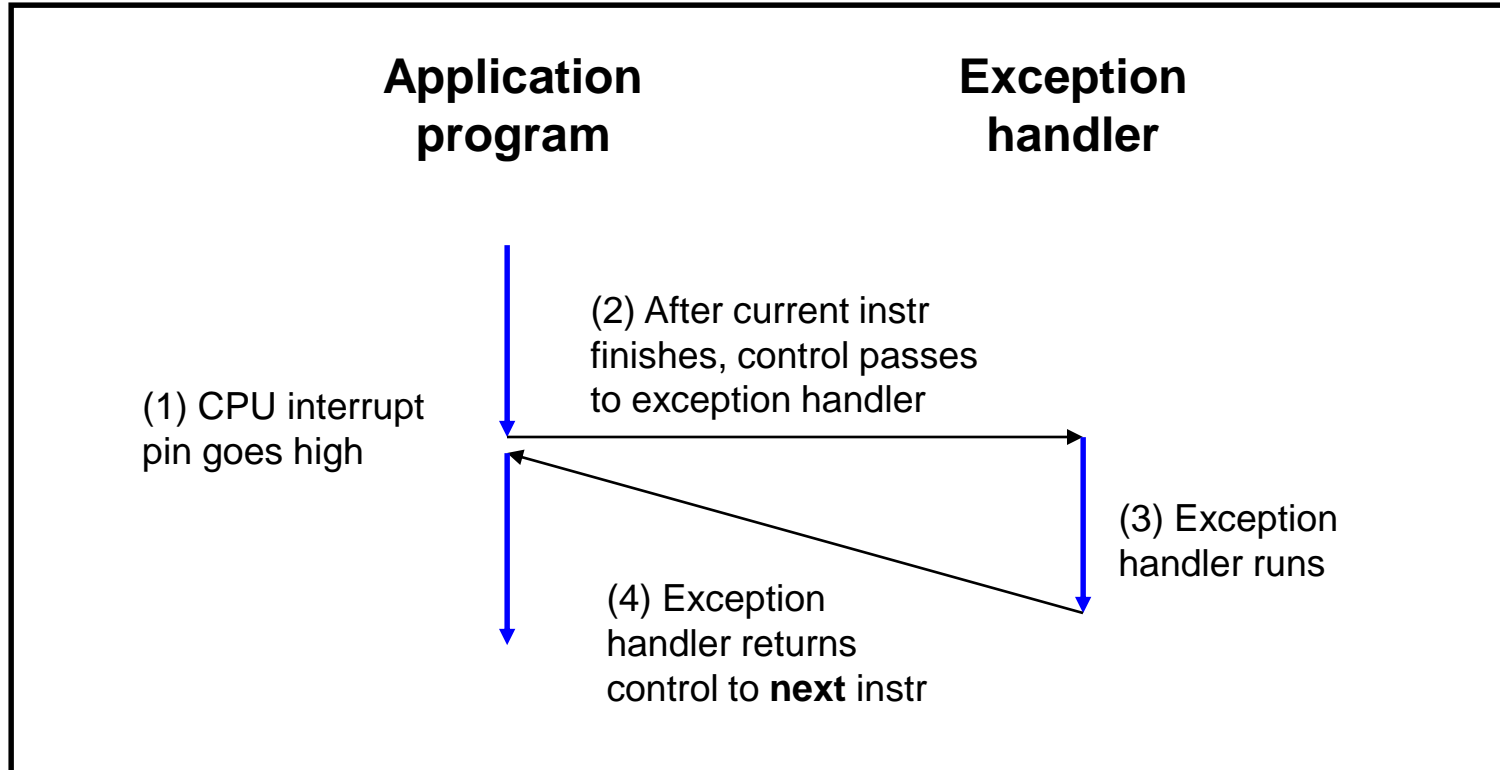 Application
program
Exception
handler
(2) After current instr
finishes, control passes
to exception handler
(1) CPU interrupt
pin goes high
(3) Exception
handler runs
(4) Exception
handler returns
control to next instr